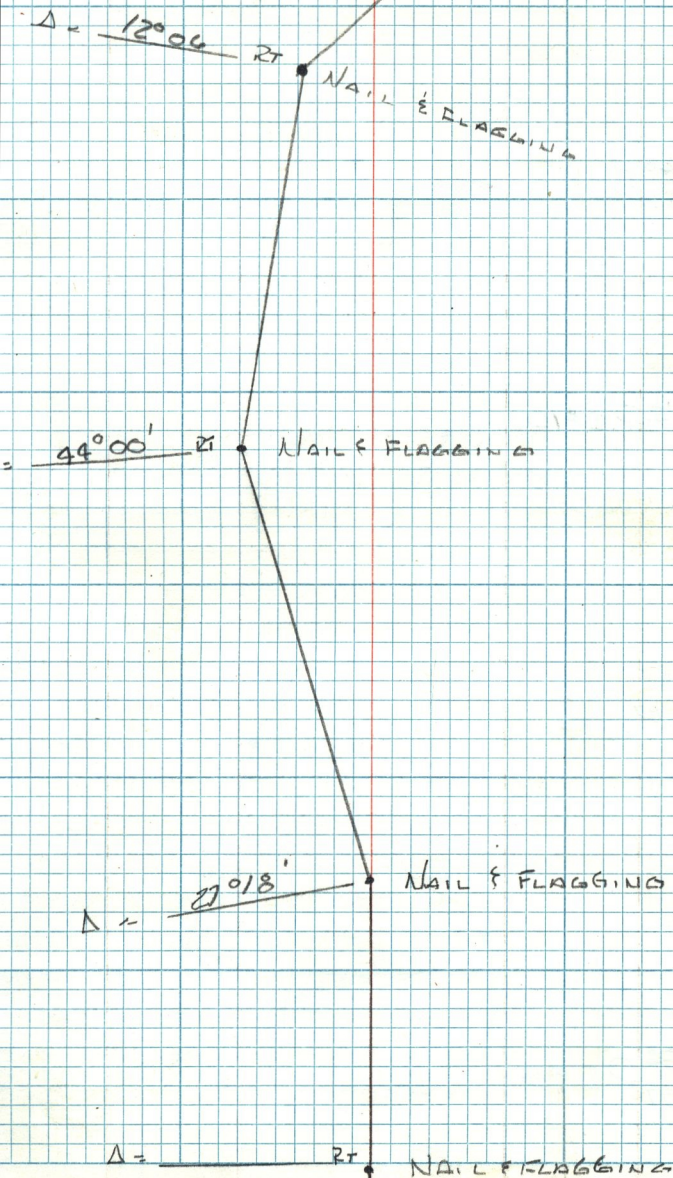 Δ = 12°06 RT
NAIL & FLAGGING
= 44°00' RT NAIL & FLAGGING
NAIL & FLAGGING
Δ = 27°18'
Δ = RT NAIL & FLAGGING